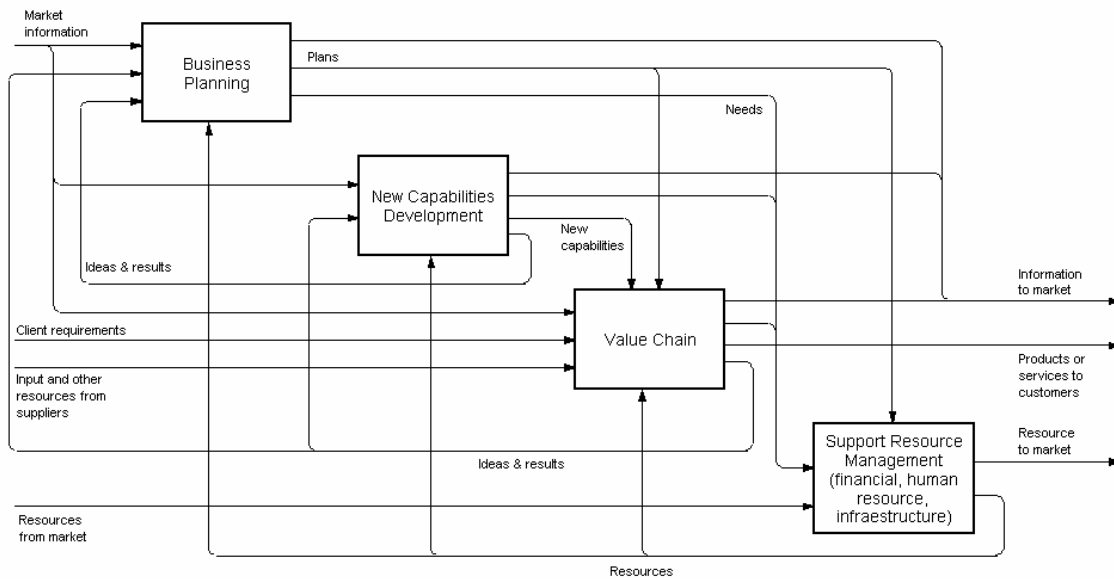 Market
information
Business
Planning
Plans
Needs
New Capabilities
Development
New
capabilities
Ideas & results
Information
to market
Client requirements
Value Chain
Input and other
resources from
suppliers
Products or
services to
customers
Support Resource
Management
(financial, human
resource,
infraestructure)
Resource
to market
Ideas & results
Resources
from market
Resources